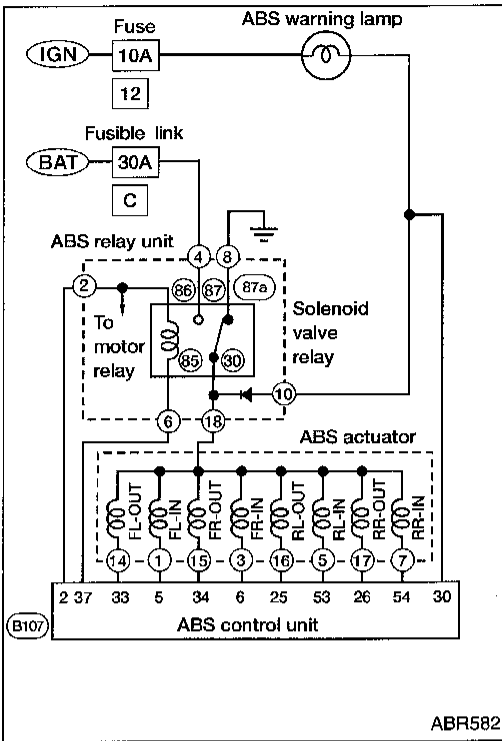 ABS warning lamp
Fuse
IGN 10A
12
Fusible link
BAT 30A
C
ABS relay unit
4 8
2 86 87 87a
To motor relay
Solenoid valve relay
85 30
10
6 18
ABS actuator
FL-OUT FL-IN FR-OUT FR-IN RL-OUT RL-IN RR-OUT RR-IN
14 1 15 3 16 5 17 7
2 37 33 5 34 6 25 53 26 54 30
B107 ABS control unit
ABR582